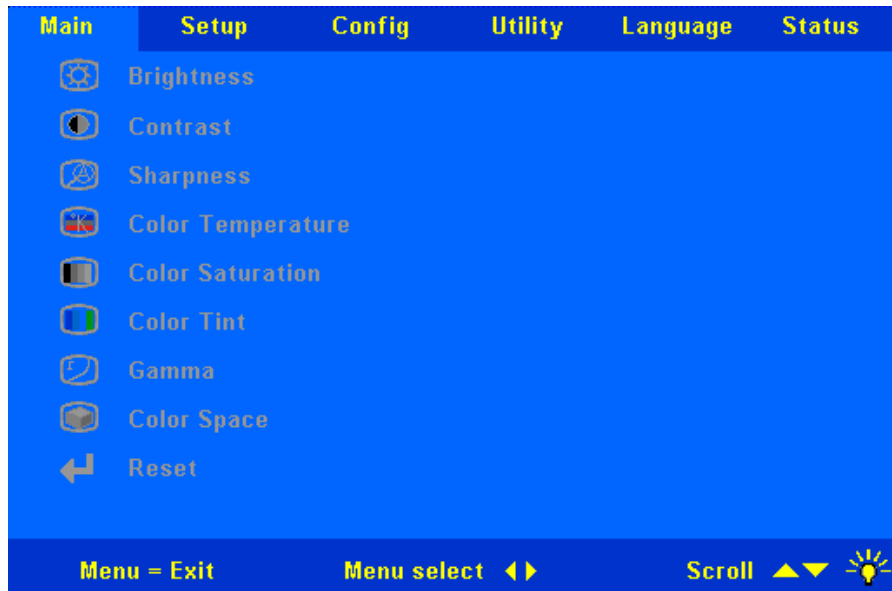 Main Setup Config Utility Language Status
Brightness
Contrast
Sharpness
°K Color Temperature
Color Saturation
Color Tint
Gamma
Color Space
Reset
Menu = Exit Menu select Scroll